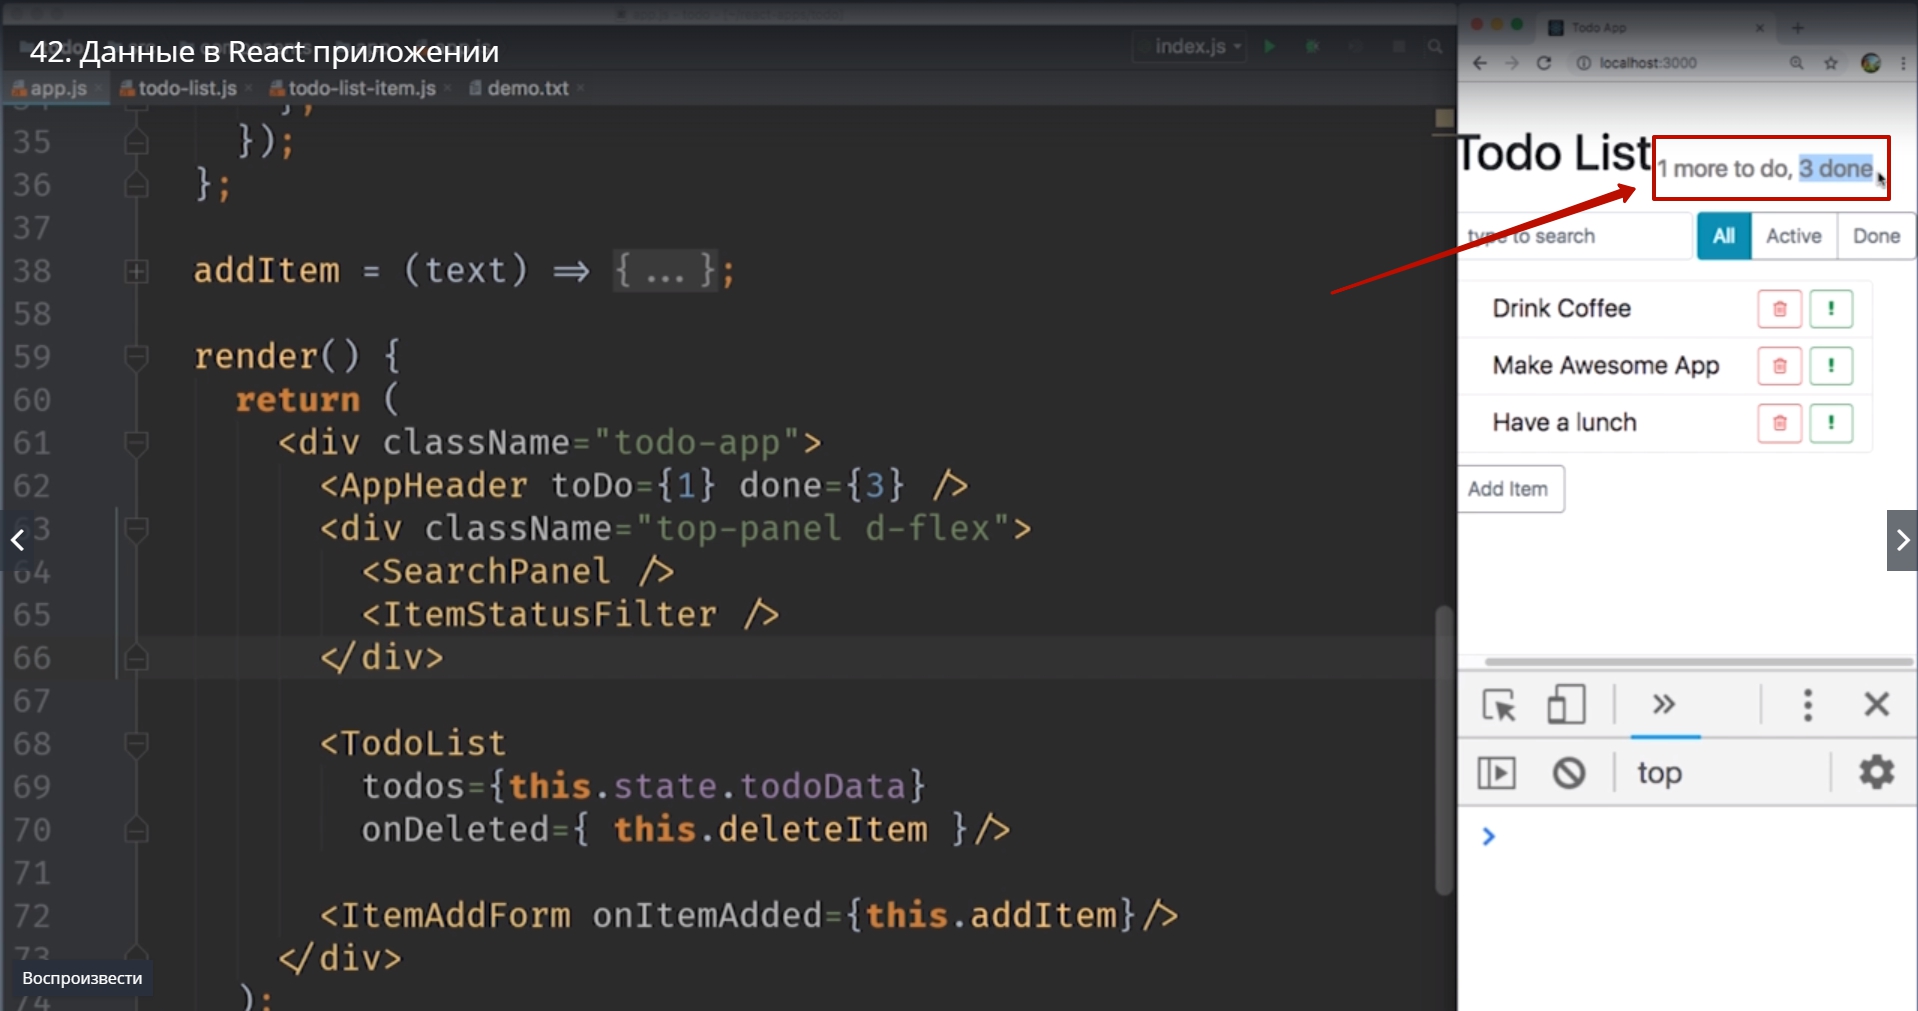 42. Данные в React приложении
index.js
app.js
todo-list.js
todo-list-item.js
demo.txt
};
35 });
36 };
37
38 addItem = (text) ⇒ { ... };
58
59 render() {
60 return (
61 <div className="todo-app">
62 <AppHeader toDo={1} done={3} />
63 <div className="top-panel d-flex">
64 <SearchPanel />
65 <ItemStatusFilter />
66 </div>
67
68 <TodoList
69 todos={this.state.todoData}
70 onDeleted={ this.deleteItem }/>
71
72 <ItemAddForm onItemAdded={this.addItem}/>
73 </div>
74 );
Воспроизвести
Todo App
localhost:3000
Todo List
1 more to do, 3 done
type to search
All
Active
Done
Drink Coffee
Make Awesome App
Have a lunch
Add Item
top